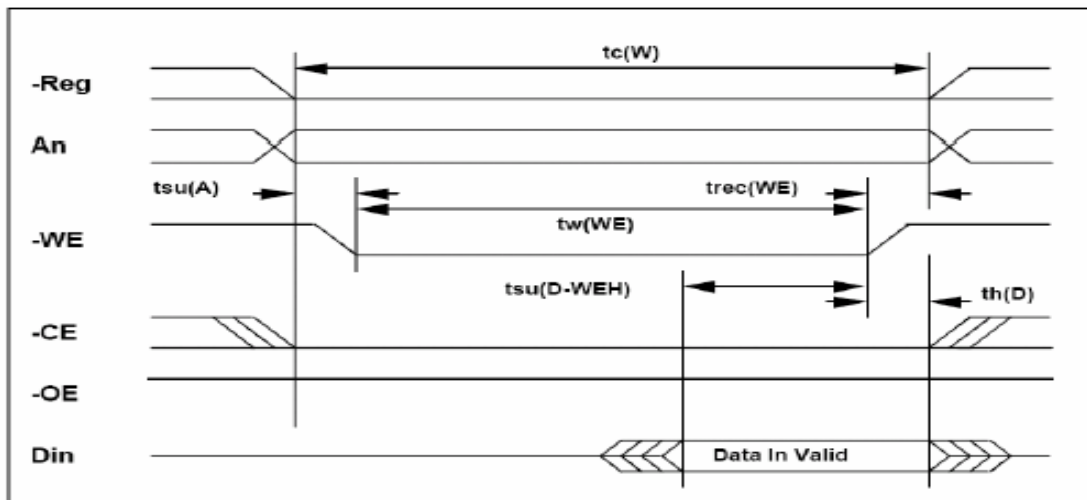 tc(W)
-Reg
An
tsu(A)
trec(WE)
tw(WE)
-WE
tsu(D-WEH)
th(D)
-CE
-OE
Din
Data In Valid